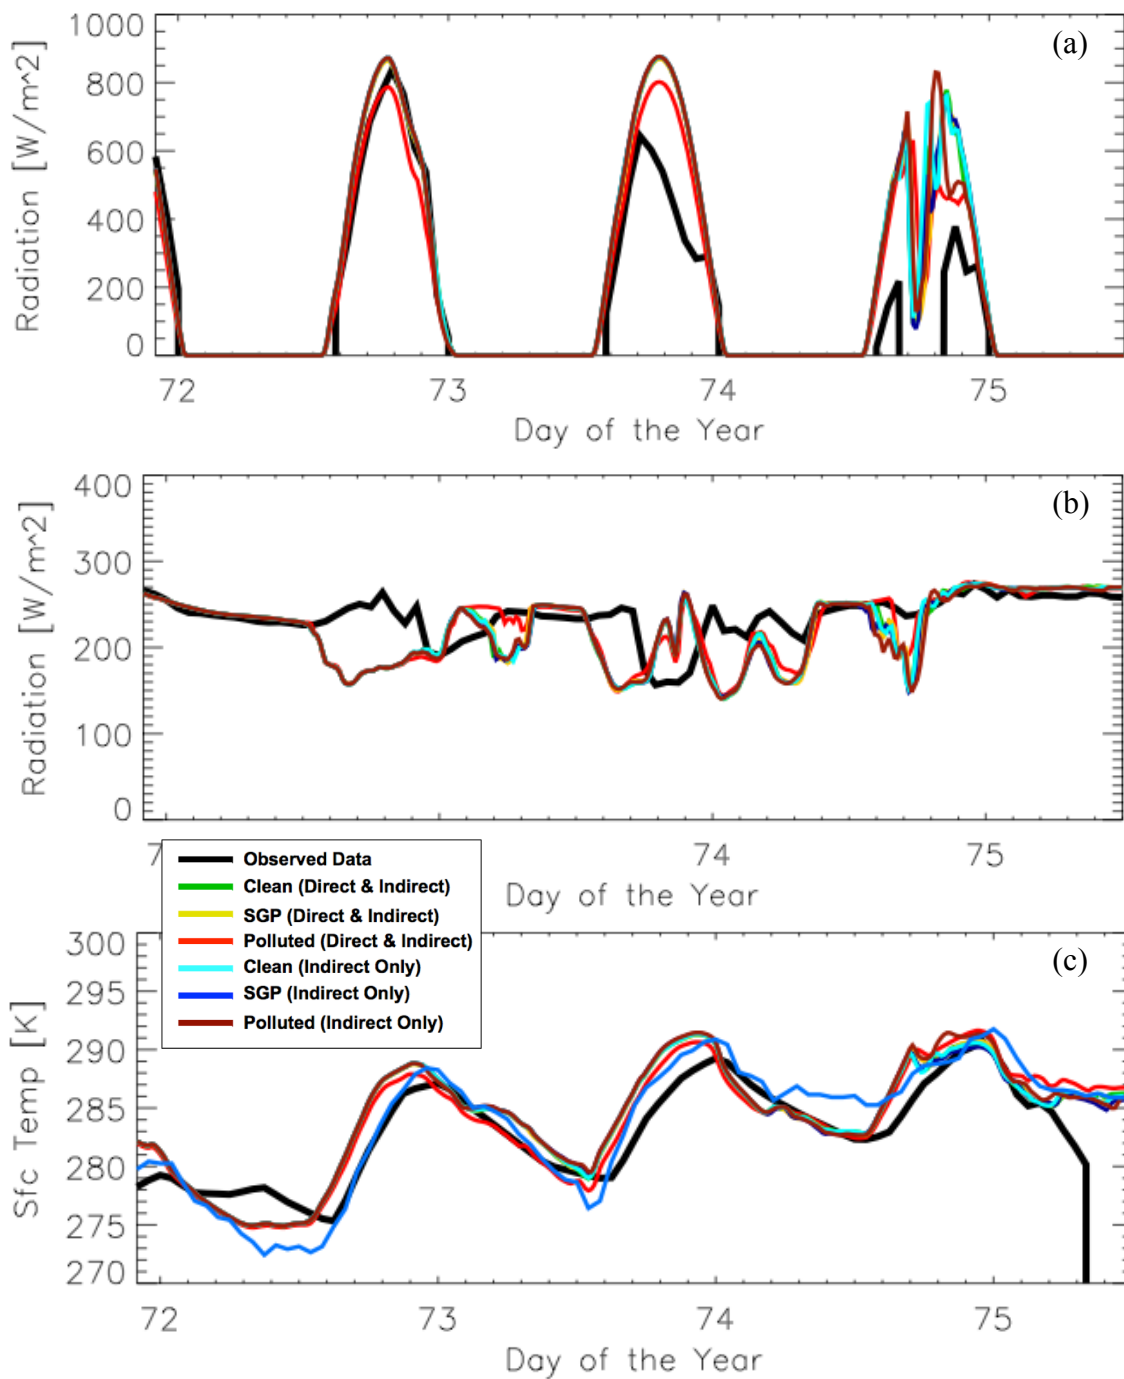 (a)
Radiation [W/m^2]
1000
800
600
400
200
0
72 73 74 75
Day of the Year
(b)
Radiation [W/m^2]
400
300
200
100
0
7 74 75
Day of the Year
Observed Data
Clean (Direct & Indirect)
SGP (Direct & Indirect)
Polluted (Direct & Indirect)
Clean (Indirect Only)
SGP (Indirect Only)
Polluted (Indirect Only)
(c)
Sfc Temp [K]
300
295
290
285
280
275
270
72 73 74 75
Day of the Year